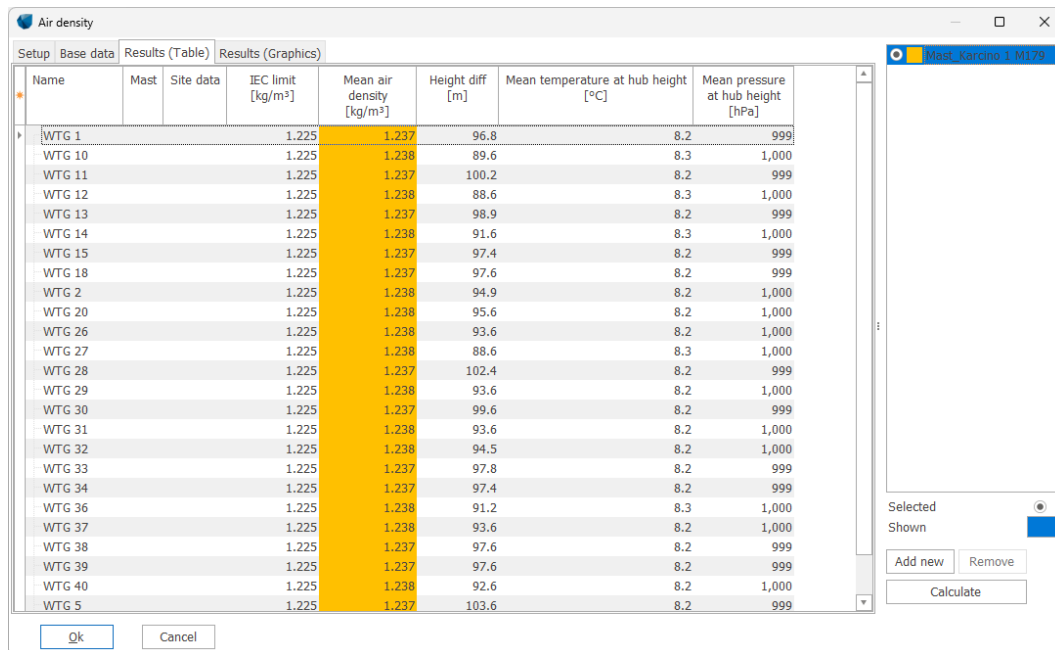 Air density
Setup Base data Results (Table) Results (Graphics)
Name Mast Site data IEC limit [kg/m³] Mean air density [kg/m³] Height diff [m] Mean temperature at hub height [°C] Mean pressure at hub height [hPa]
WTG 1 1.225 1.237 96.8 8.2 999
WTG 10 1.225 1.238 89.6 8.3 1,000
WTG 11 1.225 1.237 100.2 8.2 999
WTG 12 1.225 1.238 88.6 8.3 1,000
WTG 13 1.225 1.237 98.9 8.2 999
WTG 14 1.225 1.238 91.6 8.3 1,000
WTG 15 1.225 1.237 97.4 8.2 999
WTG 18 1.225 1.237 97.6 8.2 999
WTG 2 1.225 1.238 94.9 8.2 1,000
WTG 20 1.225 1.238 95.6 8.2 1,000
WTG 26 1.225 1.238 93.6 8.2 1,000
WTG 27 1.225 1.238 88.6 8.3 1,000
WTG 28 1.225 1.237 102.4 8.2 999
WTG 29 1.225 1.238 93.6 8.2 1,000
WTG 30 1.225 1.237 99.6 8.2 999
WTG 31 1.225 1.238 93.6 8.2 1,000
WTG 32 1.225 1.238 94.5 8.2 1,000
WTG 33 1.225 1.237 97.8 8.2 999
WTG 34 1.225 1.237 97.4 8.2 999
WTG 36 1.225 1.238 91.2 8.3 1,000
WTG 37 1.225 1.238 93.6 8.2 1,000
WTG 38 1.225 1.237 97.6 8.2 999
WTG 39 1.225 1.237 97.6 8.2 999
WTG 40 1.225 1.238 92.6 8.2 1,000
WTG 5 1.225 1.237 103.6 8.2 999
Mast_Karcino 1 M179
Selected
Shown
Add new Remove
Calculate
Ok Cancel